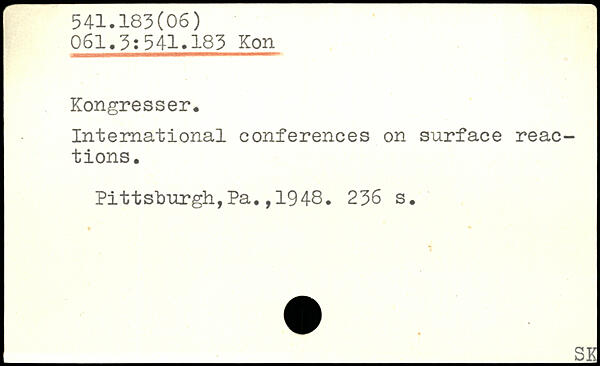 541.183(06)
061.3:541.183 Kon
Kongresser.
International conferences on surface reac-
tions.
Pittsburgh,Pa.,1948. 236 s.
SK